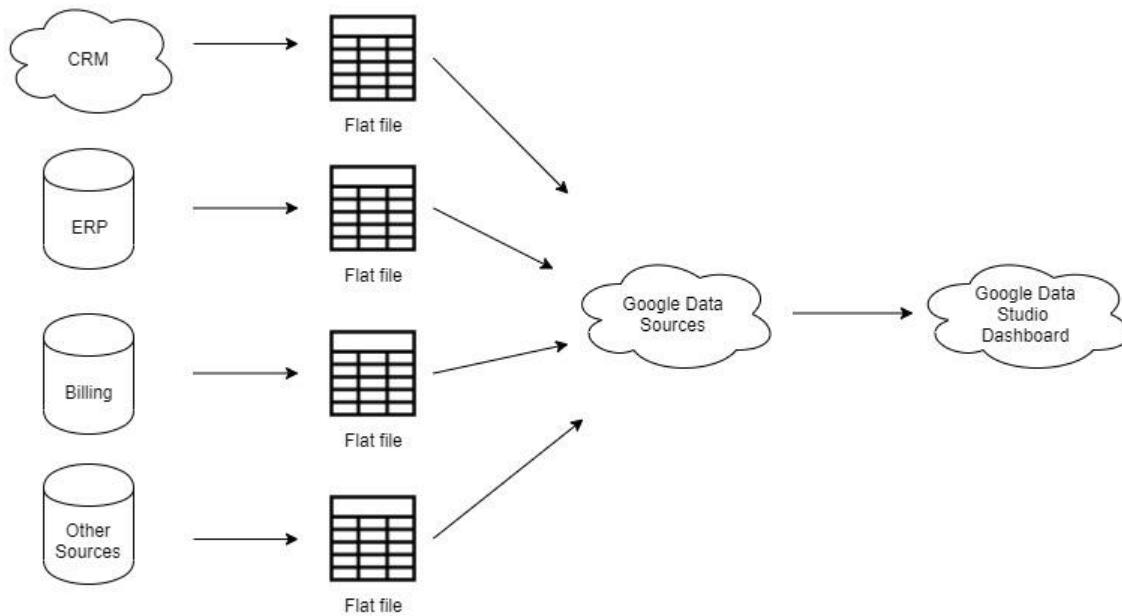 CRM
Flat file
ERP
Flat file
Billing
Flat file
Other
Sources
Flat file
Google Data
Sources
Google Data
Studio
Dashboard